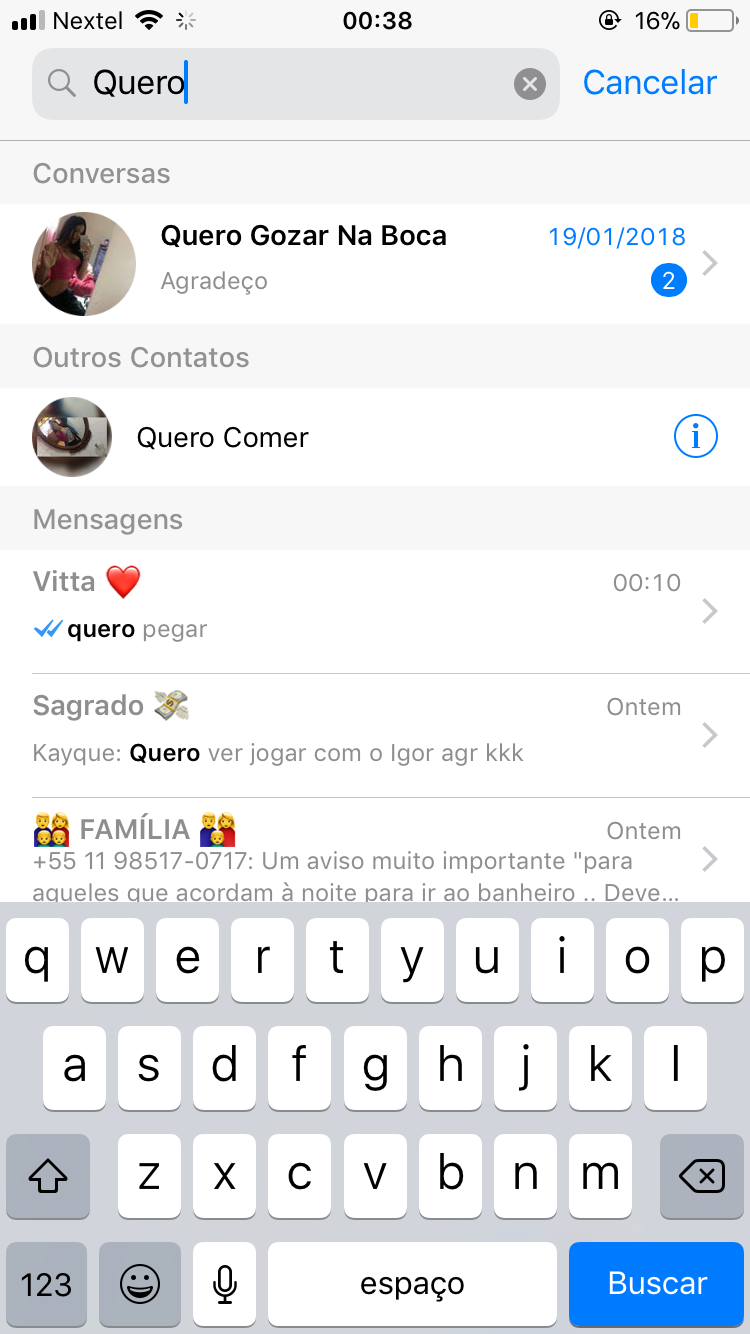 Nextel 00:38 16%
Quero Cancelar
Conversas
Quero Gozar Na Boca 19/01/2018
Agradeço 2
Outros Contatos
Quero Comer i
Mensagens
Vitta ❤️ 00:10
quero pegar
Sagrado 💸 Ontem
Kayque: Quero ver jogar com o Igor agr kkk
👨‍👩‍👦‍👦 FAMÍLIA 👨‍👩‍👦 Ontem
+55 11 98517-0717: Um aviso muito importante "para
aqueles que acordam à noite para ir ao banheiro .. Deve...
q w e r t y u i o p
a s d f g h j k l
z x c v b n m
123 espaço Buscar